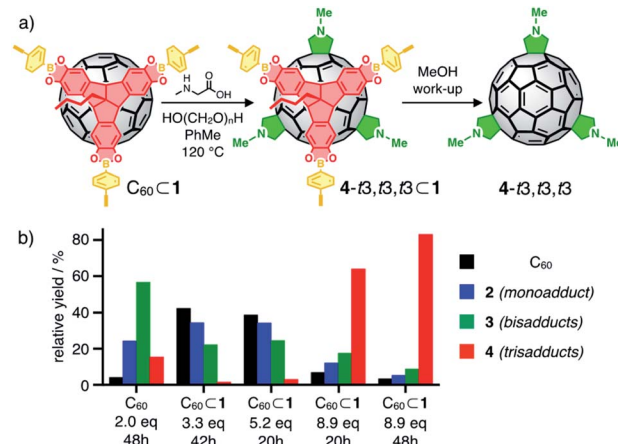 a)
N–Me
MeOH
work-up
N–Me
H
N
OH
O
HO(CH₂O)ₙH
PhMe
120 °C
O
B
O
O
B
O
O
B
O
O
B
O
O
O
B
O
O
B
Me–N
N–Me
Me–N
N–Me
C₆₀⊂1
4-t3,t3,t3⊂1
4-t3,t3,t3
b)
relative yield / %
80
60
40
20
0
C₆₀
2 (monoadduct)
3 (bisadducts)
4 (trisadducts)
C₆₀ C₆₀⊂1 C₆₀⊂1 C₆₀⊂1 C₆₀⊂1
2.0 eq 3.3 eq 5.2 eq 8.9 eq 8.9 eq
48h 42h 20h 20h 48h